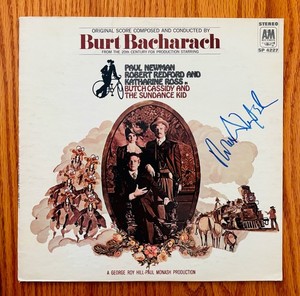 STEREO
ORIGINAL SCORE COMPOSED AND CONDUCTED BY
Burt Bacharach
FROM THE 20th CENTURY-FOX PRODUCTION STARRING
A&M
SP 4227
PAUL NEWMAN
ROBERT REDFORD AND
KATHARINE ROSS
BUTCH CASSIDY AND
THE SUNDANCE KID
A GEORGE ROY HILL-PAUL MONASH PRODUCTION